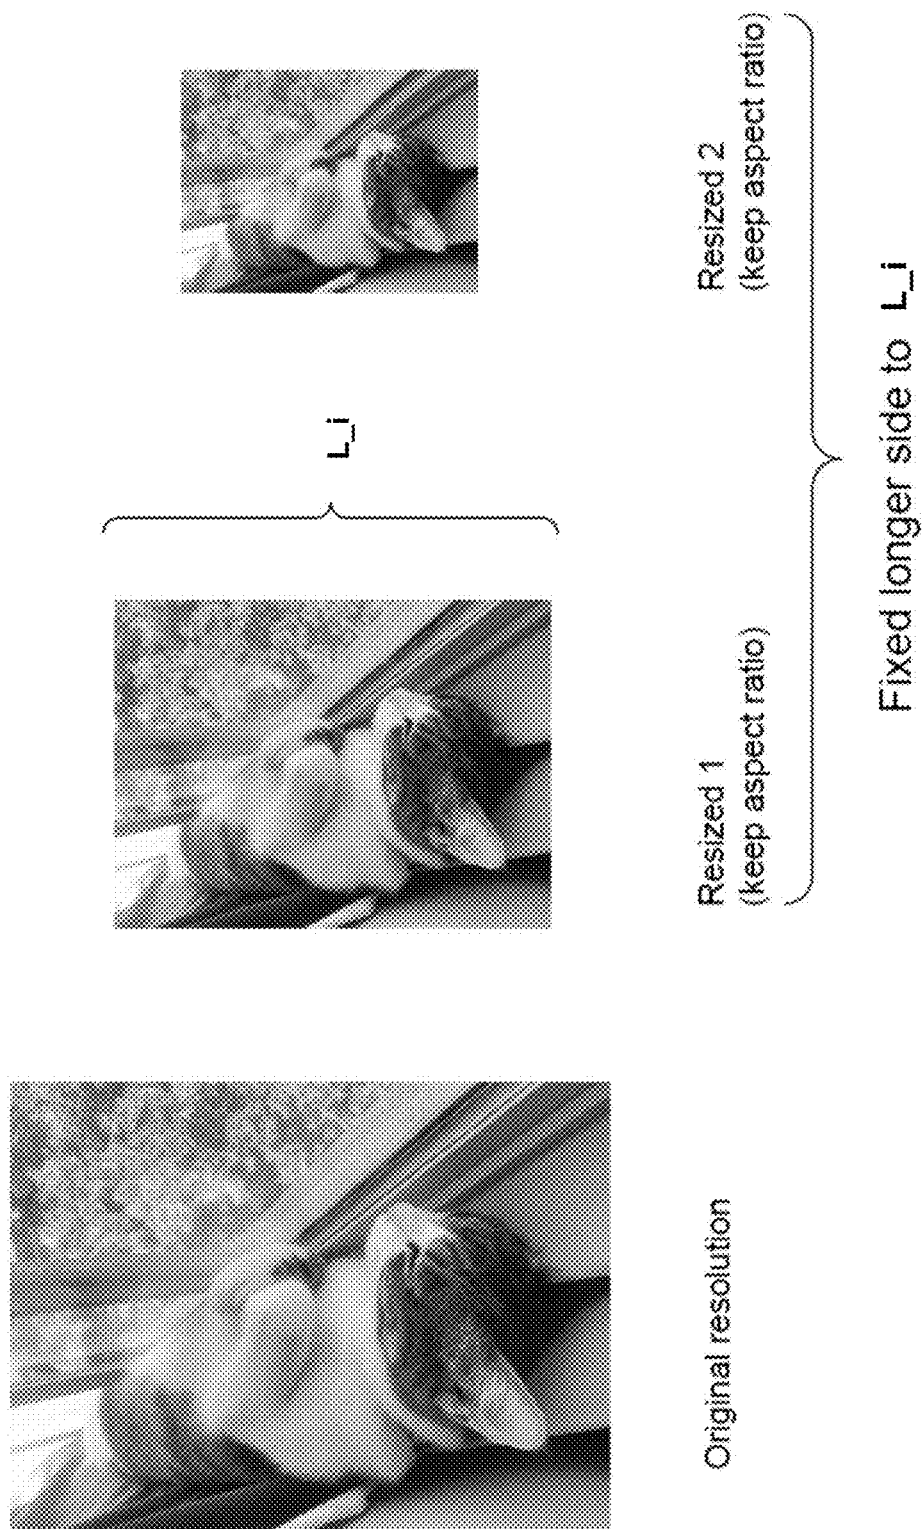 L_i
Original resolution
Resized 1
(keep aspect ratio)
Resized 2
(keep aspect ratio)
Fixed longer side to L_i